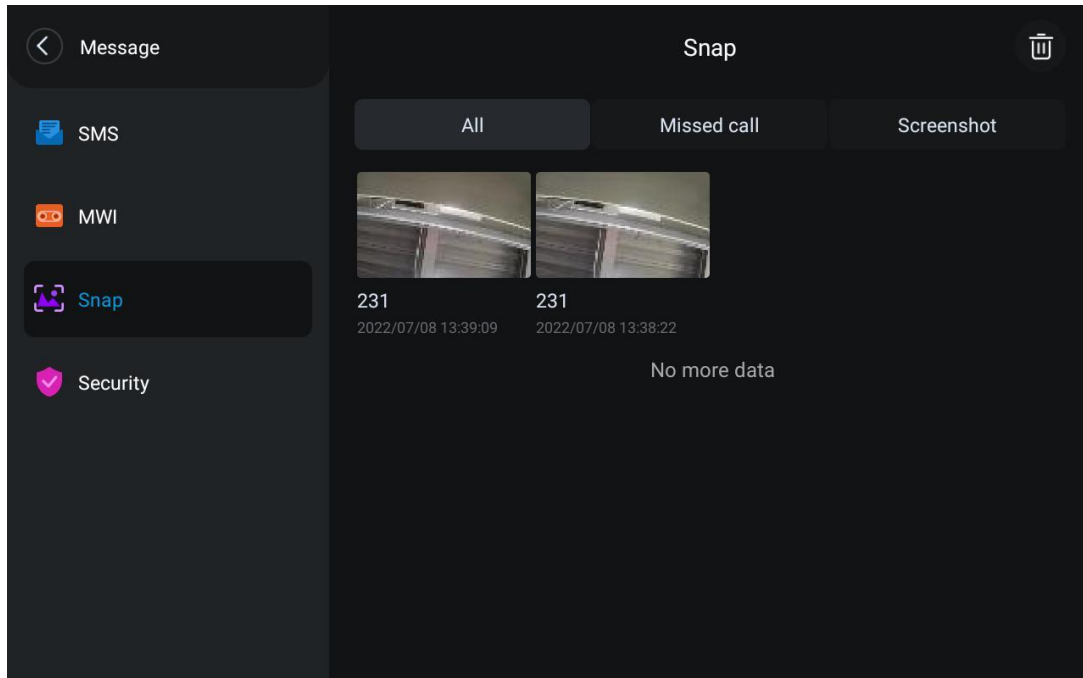 Message
SMS
MWI
Snap
Security
Snap
All
Missed call
Screenshot
231
2022/07/08 13:39:09
231
2022/07/08 13:38:22
No more data